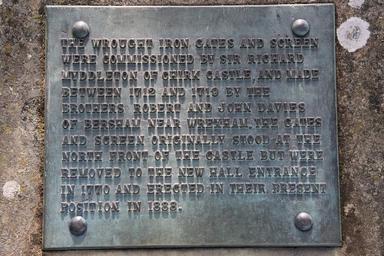 THE WROUGHT IRON GATES AND SCREEN
WERE COMMISSIONED BY SIR RICHARD
MYDDLETON OF CHIRK CASTLE, AND MADE
BETWEEN 1712 AND 1719 BY THE
BROTHERS ROBERT AND JOHN DAVIES
OF BERSHAM NEAR WREXHAM. THE GATES
AND SCREEN ORIGINALLY STOOD AT THE
NORTH FRONT OF THE CASTLE BUT WERE
REMOVED TO THE NEW HALL ENTRANCE
IN 1770 AND ERECTED IN THEIR PRESENT
POSITION IN 1888.